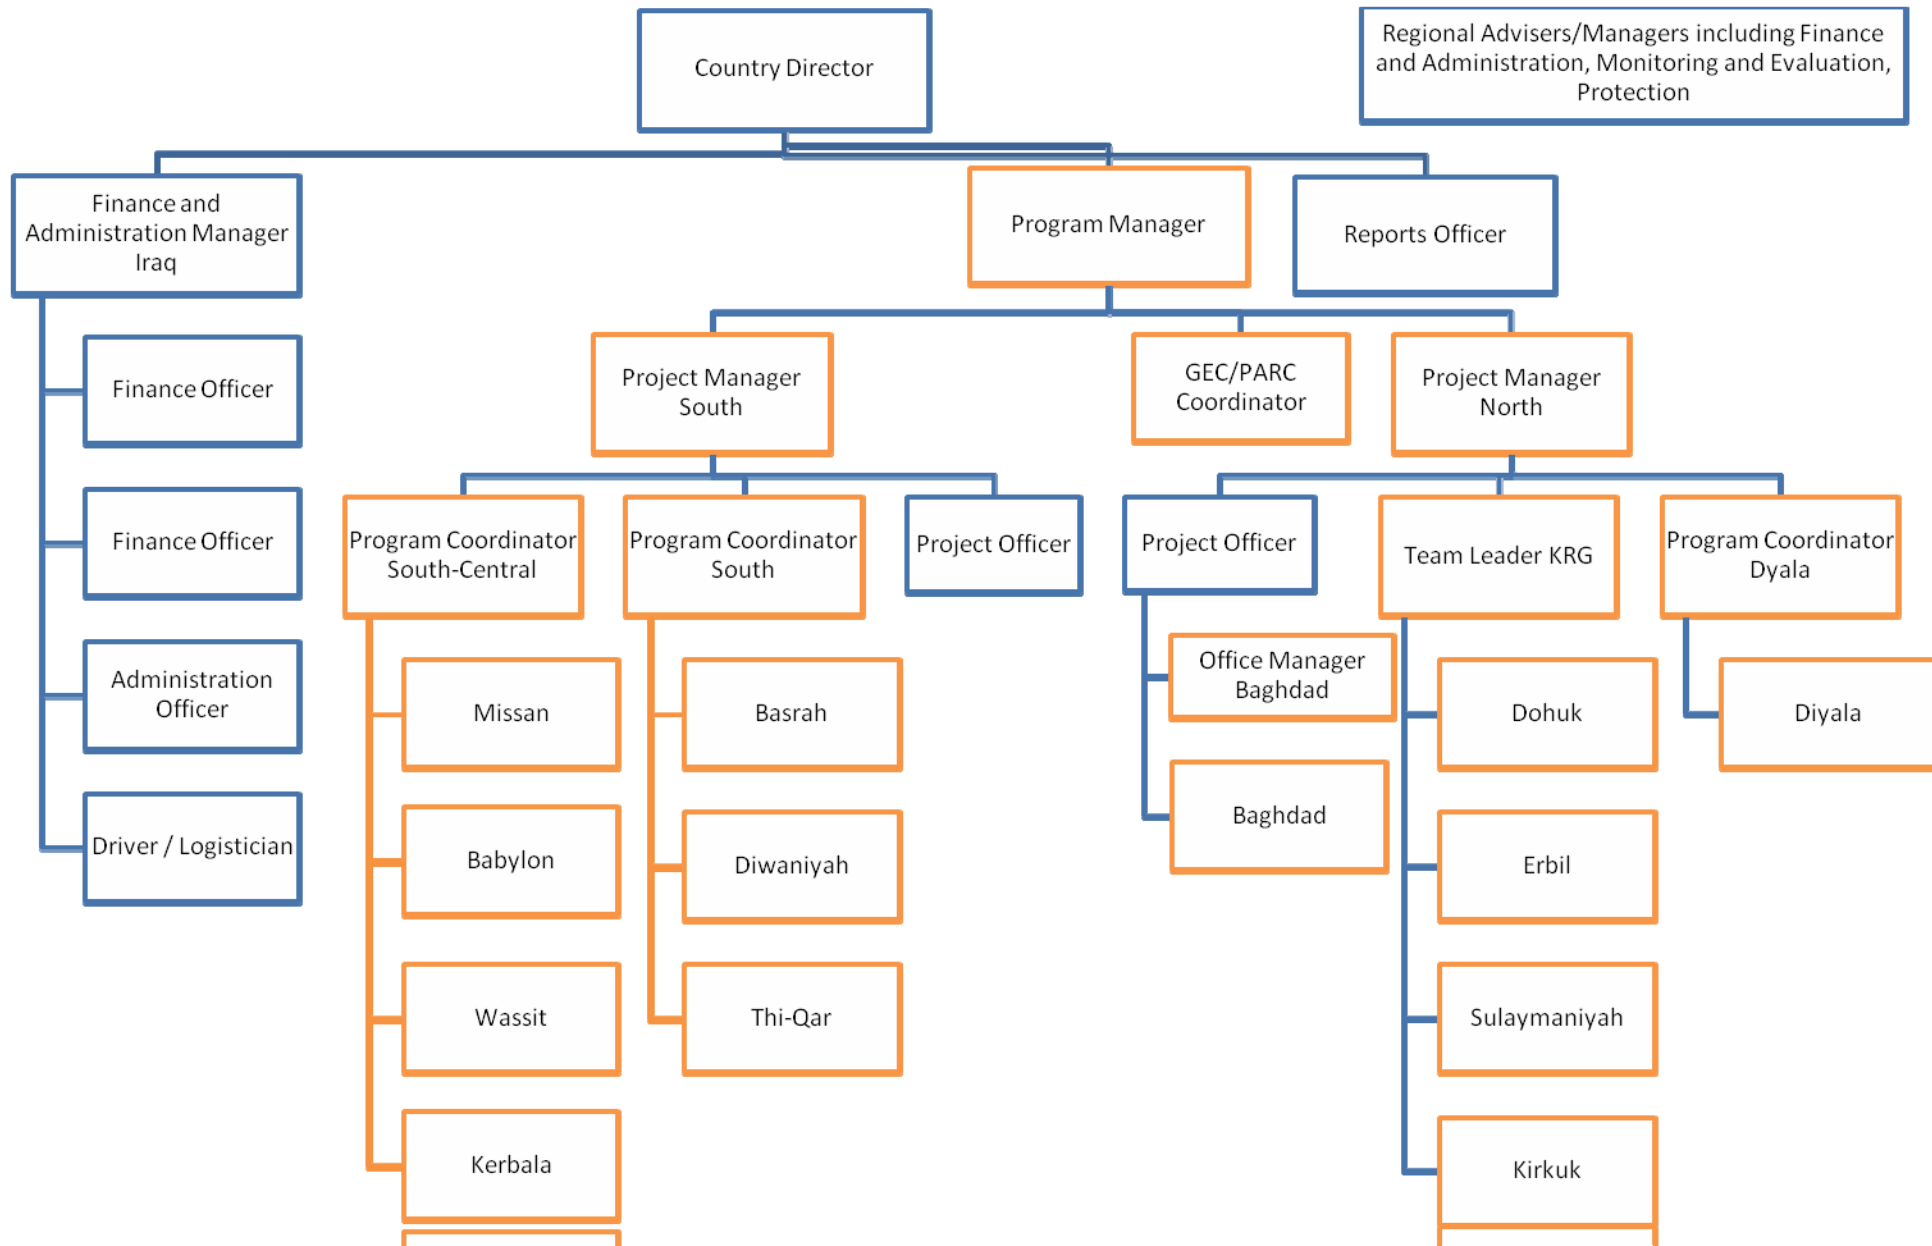 Country Director
Regional Advisers/Managers including Finance
and Administration, Monitoring and Evaluation,
Protection
Finance and
Administration Manager
Iraq
Program Manager
Reports Officer
Finance Officer
Finance Officer
Administration
Officer
Driver / Logistician
Project Manager
South
GEC/PARC
Coordinator
Project Manager
North
Program Coordinator
South-Central
Program Coordinator
South
Project Officer
Project Officer
Team Leader KRG
Program Coordinator
Dyala
Missan
Babylon
Wassit
Kerbala
Basrah
Diwaniyah
Thi-Qar
Office Manager
Baghdad
Baghdad
Dohuk
Erbil
Sulaymaniyah
Kirkuk
Diyala